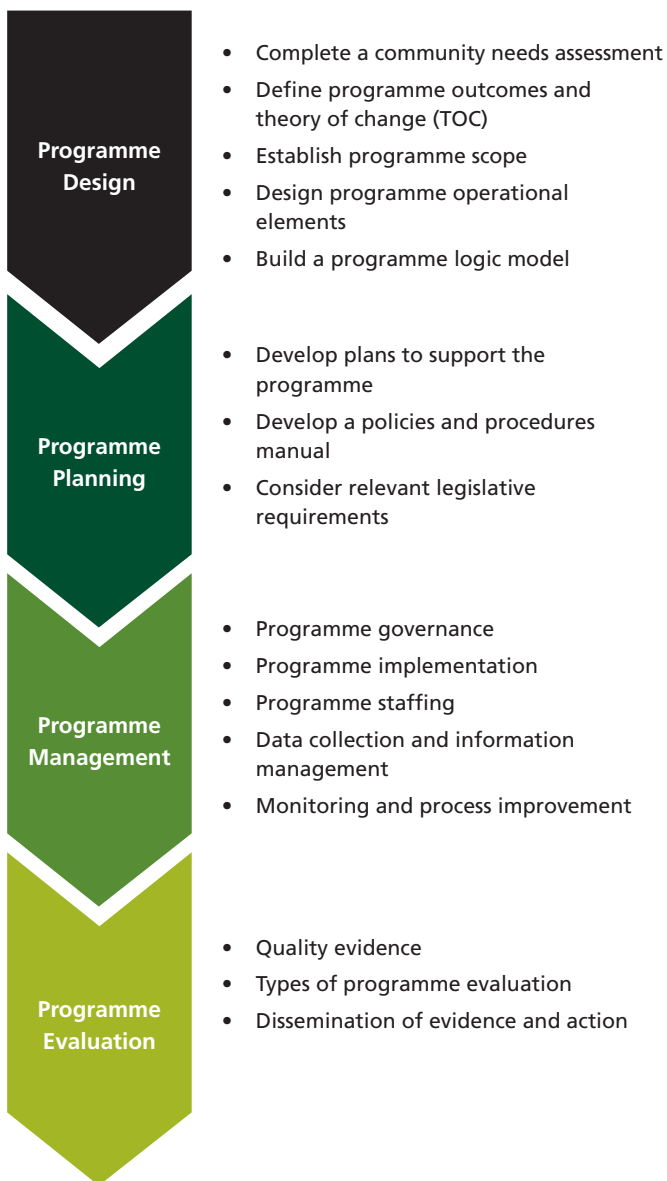 Programme
Design
• Complete a community needs assessment
• Define programme outcomes and
theory of change (TOC)
• Establish programme scope
• Design programme operational
elements
• Build a programme logic model
Programme
Planning
• Develop plans to support the
programme
• Develop a policies and procedures
manual
• Consider relevant legislative
requirements
Programme
Management
• Programme governance
• Programme implementation
• Programme staffing
• Data collection and information
management
• Monitoring and process improvement
Programme
Evaluation
• Quality evidence
• Types of programme evaluation
• Dissemination of evidence and action